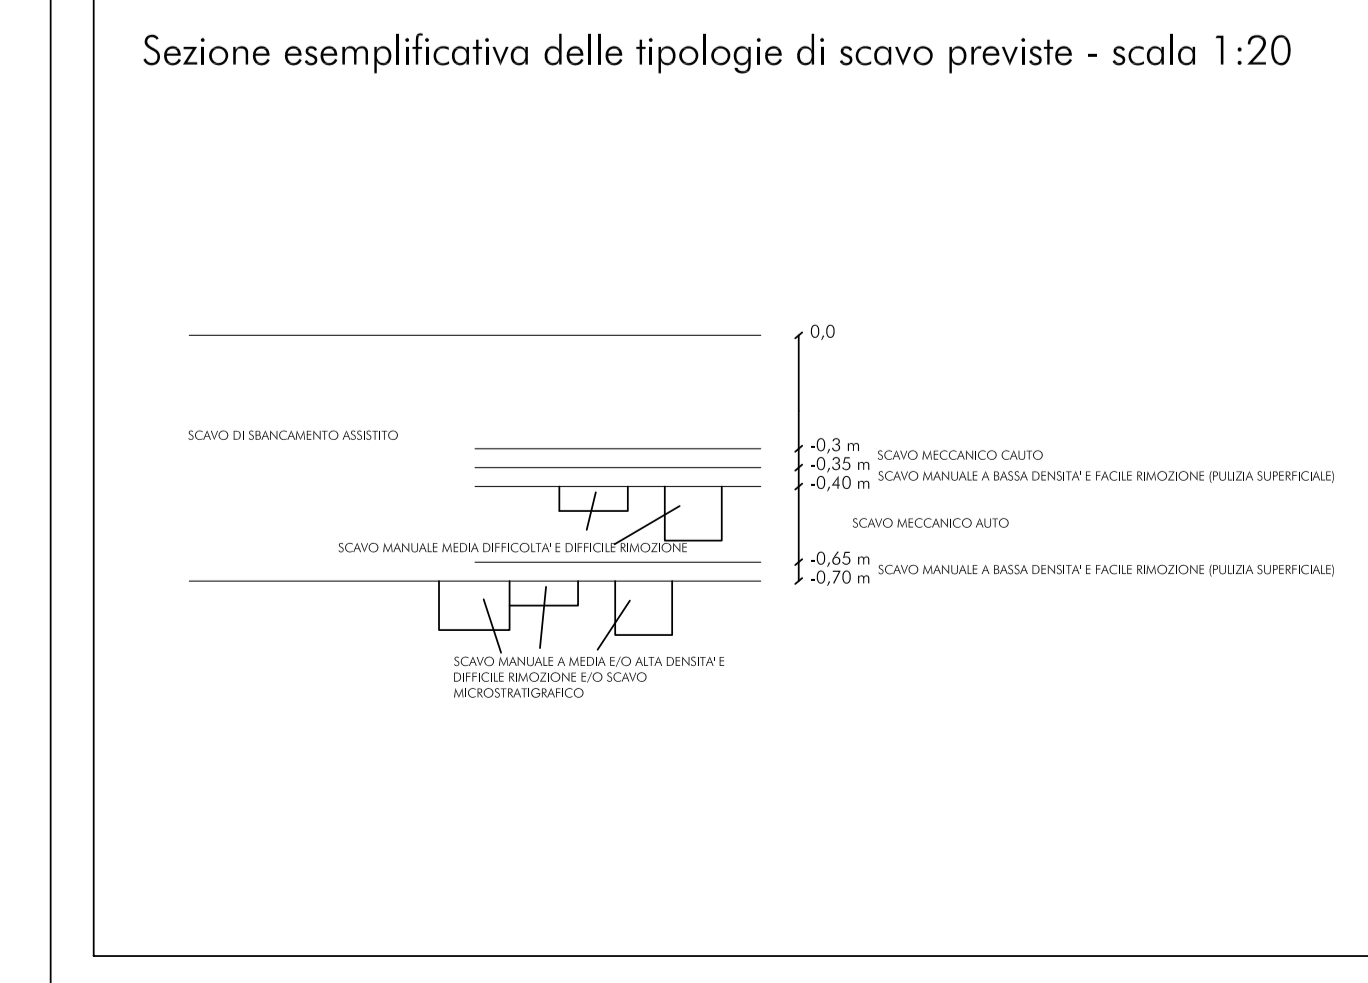 Sezione esemplificativa delle tipologie di scavo previste - scala 1:20
0,0
SCAVO DI SBANCAMENTO ASSISTITO
-0,3 m
SCAVO MECCANICO CAUTO
-0,35 m
SCAVO MANUALE A BASSA DENSITA' E FACILE RIMOZIONE (PULIZIA SUPERFICIALE)
-0,40 m
SCAVO MECCANICO AUTO
SCAVO MANUALE MEDIA DIFFICOLTA' E DIFFICILE RIMOZIONE
-0,65 m
SCAVO MANUALE A BASSA DENSITA' E FACILE RIMOZIONE (PULIZIA SUPERFICIALE)
-0,70 m
SCAVO MANUALE A MEDIA E/O ALTA DENSITA' E
DIFFICILE RIMOZIONE E/O SCAVO
MICROSTRATIGRAFICO